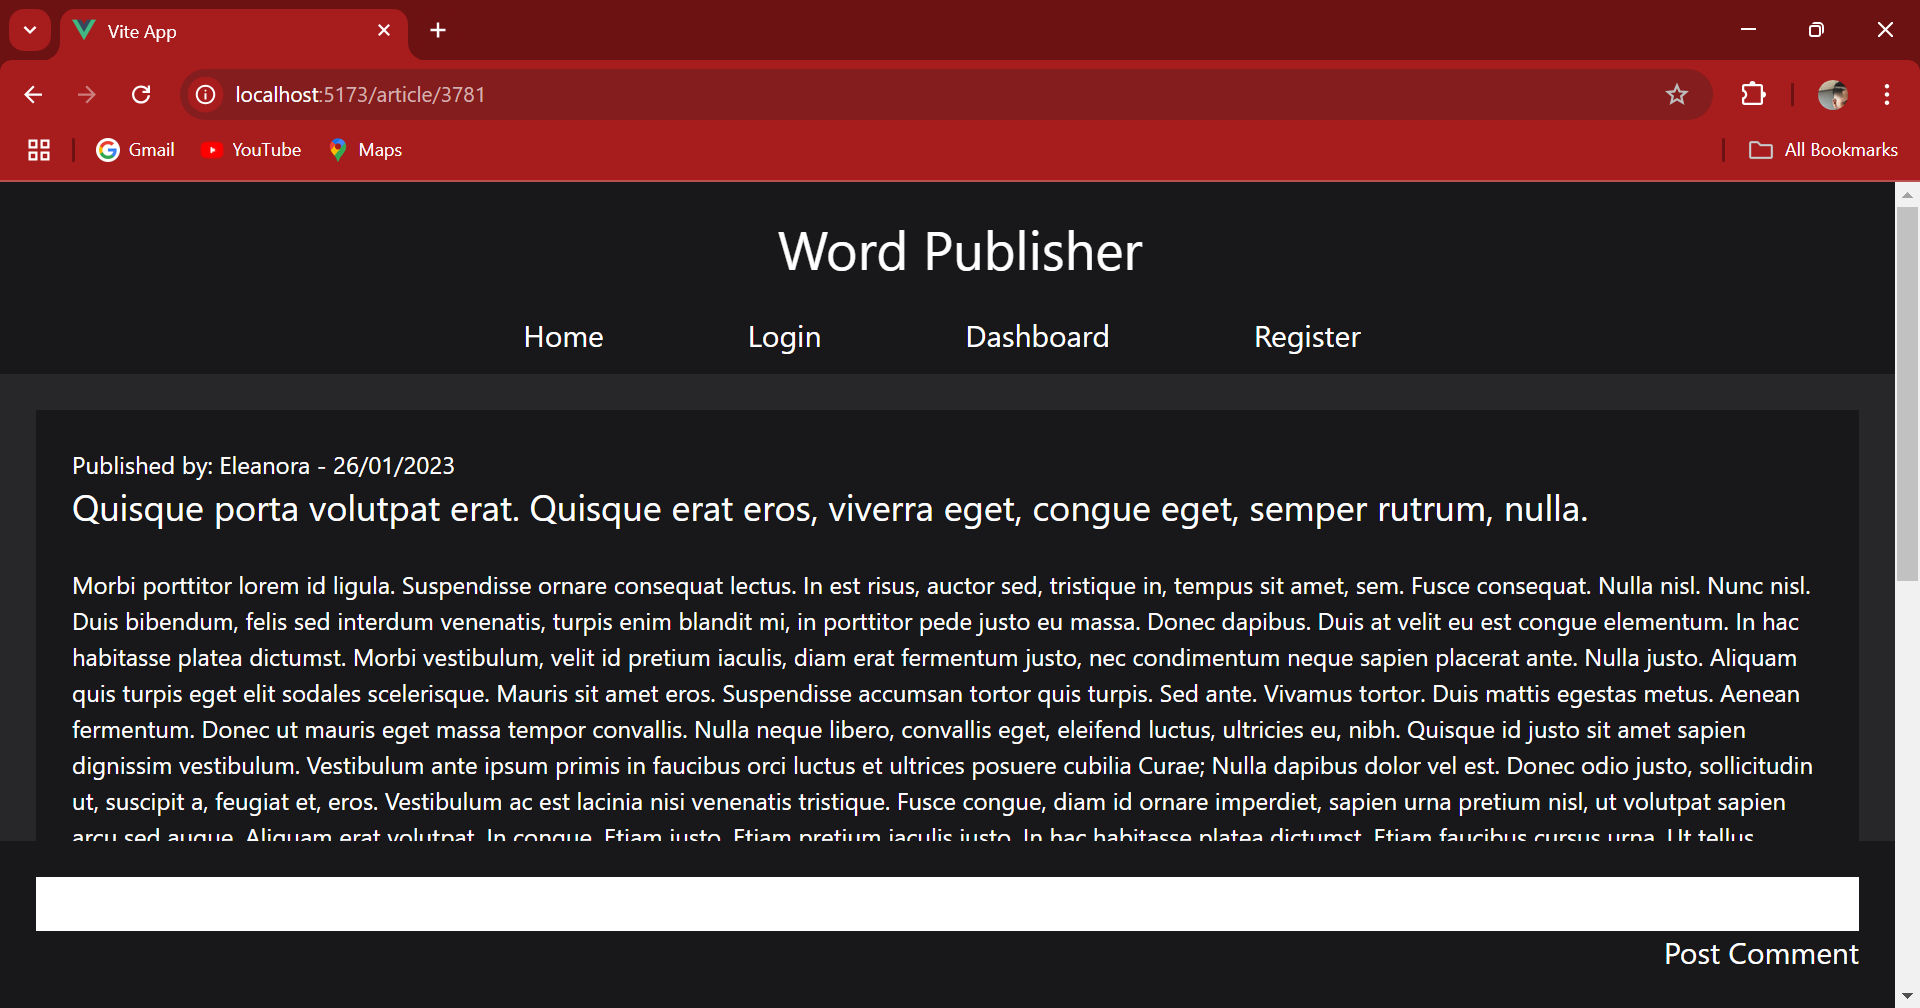 Vite App
localhost:5173/article/3781
Gmail
YouTube
Maps
All Bookmarks
Word Publisher
Home
Login
Dashboard
Register
Published by: Eleanora - 26/01/2023
Quisque porta volutpat erat. Quisque erat eros, viverra eget, congue eget, semper rutrum, nulla.
Morbi porttitor lorem id ligula. Suspendisse ornare consequat lectus. In est risus, auctor sed, tristique in, tempus sit amet, sem. Fusce consequat. Nulla nisl. Nunc nisl.
Duis bibendum, felis sed interdum venenatis, turpis enim blandit mi, in porttitor pede justo eu massa. Donec dapibus. Duis at velit eu est congue elementum. In hac
habitasse platea dictumst. Morbi vestibulum, velit id pretium iaculis, diam erat fermentum justo, nec condimentum neque sapien placerat ante. Nulla justo. Aliquam
quis turpis eget elit sodales scelerisque. Mauris sit amet eros. Suspendisse accumsan tortor quis turpis. Sed ante. Vivamus tortor. Duis mattis egestas metus. Aenean
fermentum. Donec ut mauris eget massa tempor convallis. Nulla neque libero, convallis eget, eleifend luctus, ultricies eu, nibh. Quisque id justo sit amet sapien
dignissim vestibulum. Vestibulum ante ipsum primis in faucibus orci luctus et ultrices posuere cubilia Curae; Nulla dapibus dolor vel est. Donec odio justo, sollicitudin
ut, suscipit a, feugiat et, eros. Vestibulum ac est lacinia nisi venenatis tristique. Fusce congue, diam id ornare imperdiet, sapien urna pretium nisl, ut volutpat sapien
arcu sed augue. Aliquam erat volutpat. In congue. Etiam justo. Etiam pretium iaculis justo. In hac habitasse platea dictumst. Etiam faucibus cursus urna. Ut tellus.
Post Comment